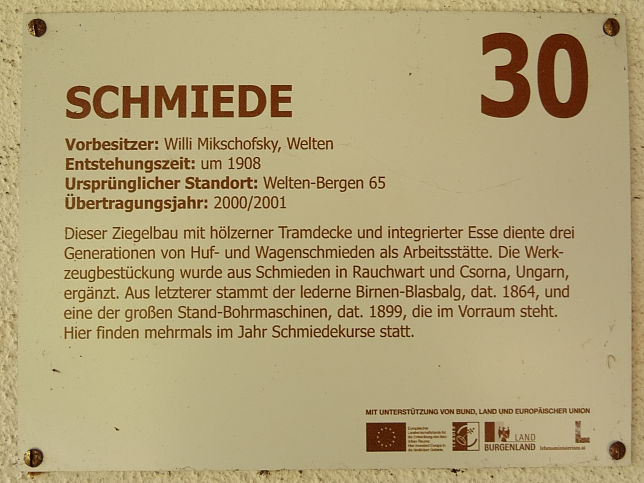 30
SCHMIEDE
Vorbesitzer: Willi Mikschofsky, Welten
Entstehungszeit: um 1908
Ursprünglicher Standort: Welten-Bergen 65
Übertragungsjahr: 2000/2001
Dieser Ziegelbau mit hölzerner Tramdecke und integrierter Esse diente drei
Generationen von Huf- und Wagenschmieden als Arbeitsstätte. Die Werk-
zeugbestückung wurde aus Schmieden in Rauchwart und Csorna, Ungarn,
ergänzt. Aus letzterer stammt der lederne Birnen-Blasbalg, dat. 1864, und
eine der großen Stand-Bohrmaschinen, dat. 1899, die im Vorraum steht.
Hier finden mehrmals im Jahr Schmiedekurse statt.
MIT UNTERSTÜTZUNG VON BUND, LAND UND EUROPÄISCHER UNION
LAND
BURGENLAND
lebensministerium.at